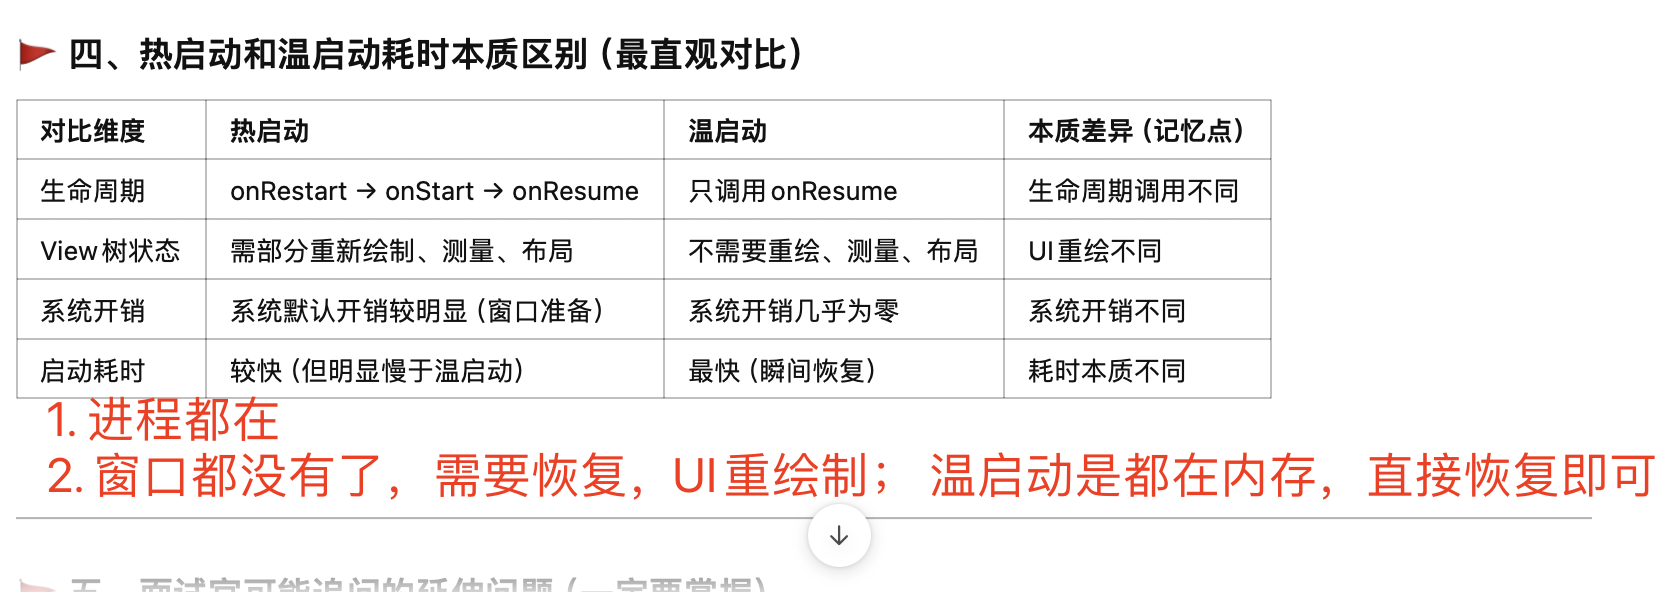 🚩 四、热启动和温启动耗时本质区别（最直观对比）
对比维度 热启动 温启动 本质差异（记忆点）
生命周期 onRestart → onStart → onResume 只调用 onResume 生命周期调用不同
View 树状态 需部分重新绘制、测量、布局 不需要重绘、测量、布局 UI 重绘不同
系统开销 系统默认开销较明显（窗口准备） 系统开销几乎为零 系统开销不同
启动耗时 较快（但明显慢于温启动） 最快（瞬间恢复） 耗时本质不同
1. 进程都在
2. 窗口都没有了，需要恢复，UI 重绘制； 温启动是都在内存，直接恢复即可
🚩 五、面试官可能追问的延伸问题（一定要掌握）